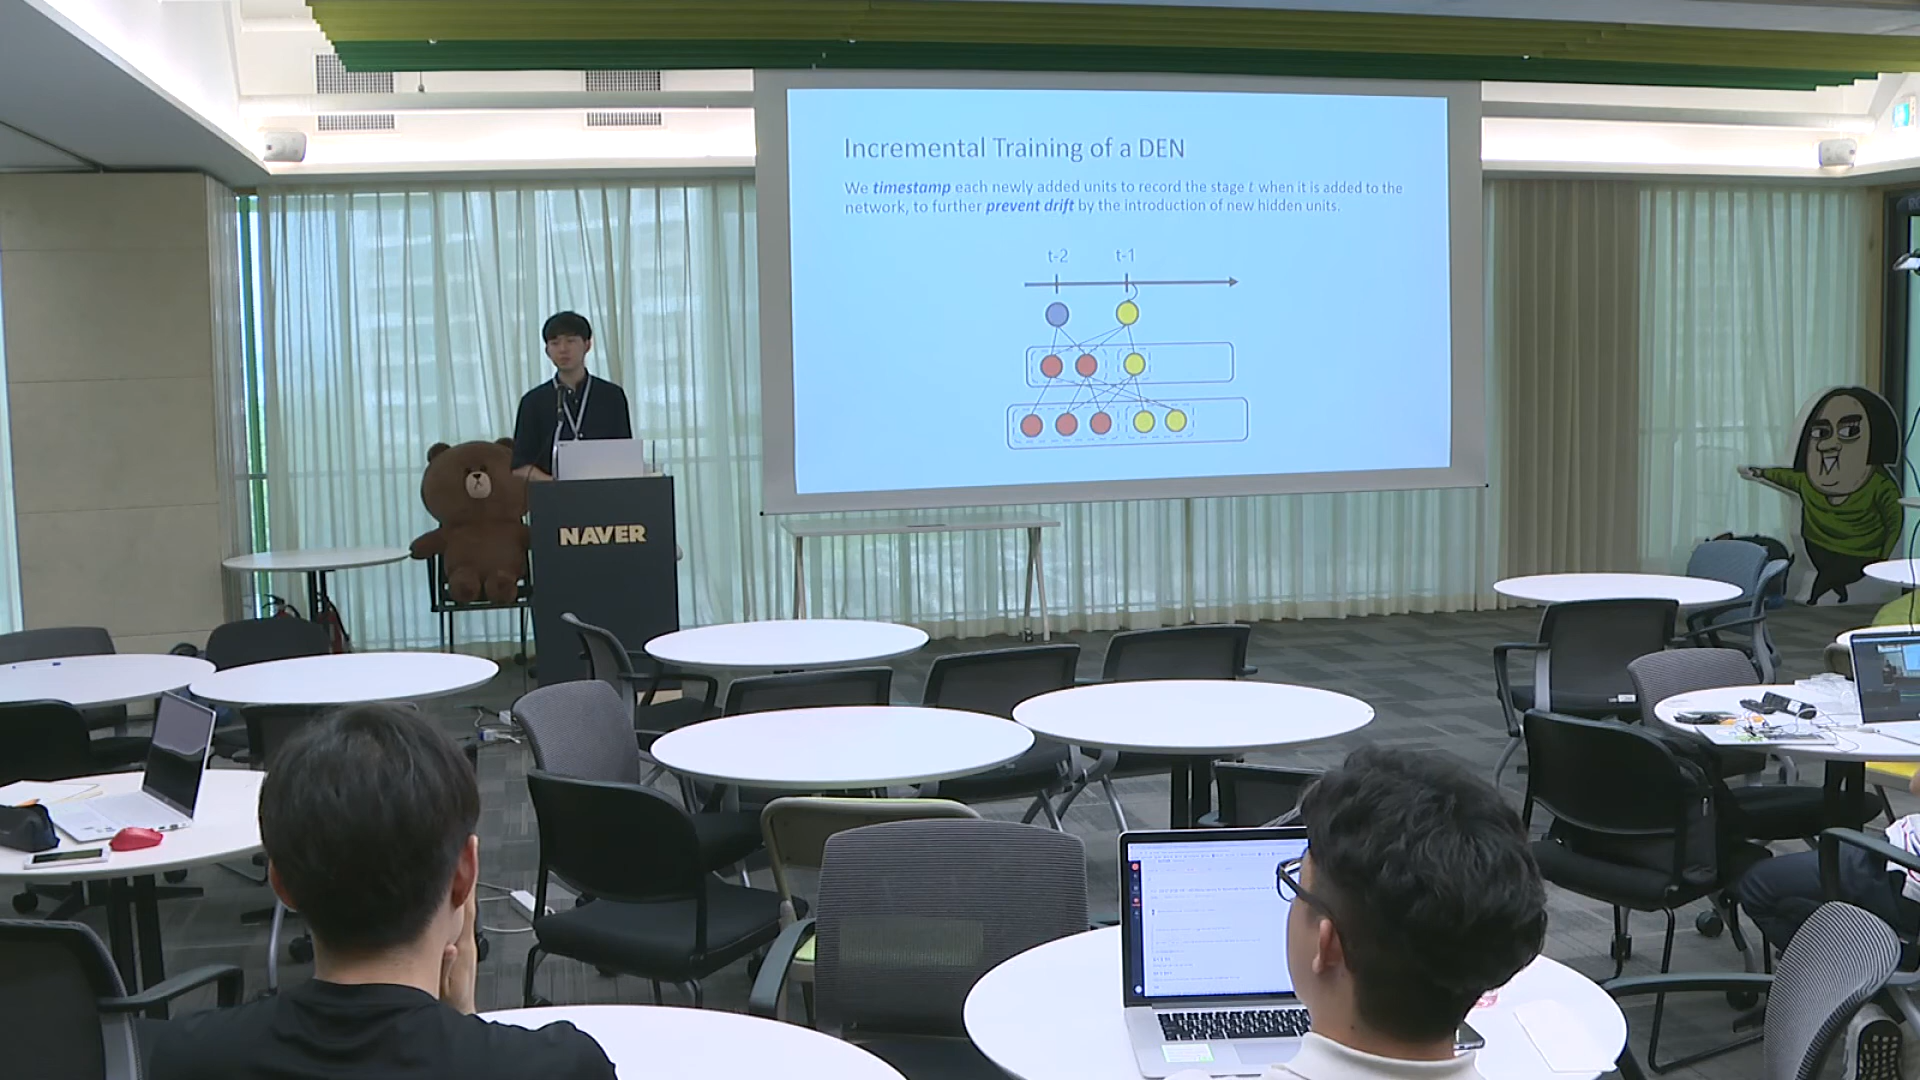 Incremental Training of a DEN
We timestamp each newly added units to record the stage t when it is added to the
network, to further prevent drift by the introduction of new hidden units.
t-2 t-1
NAVER